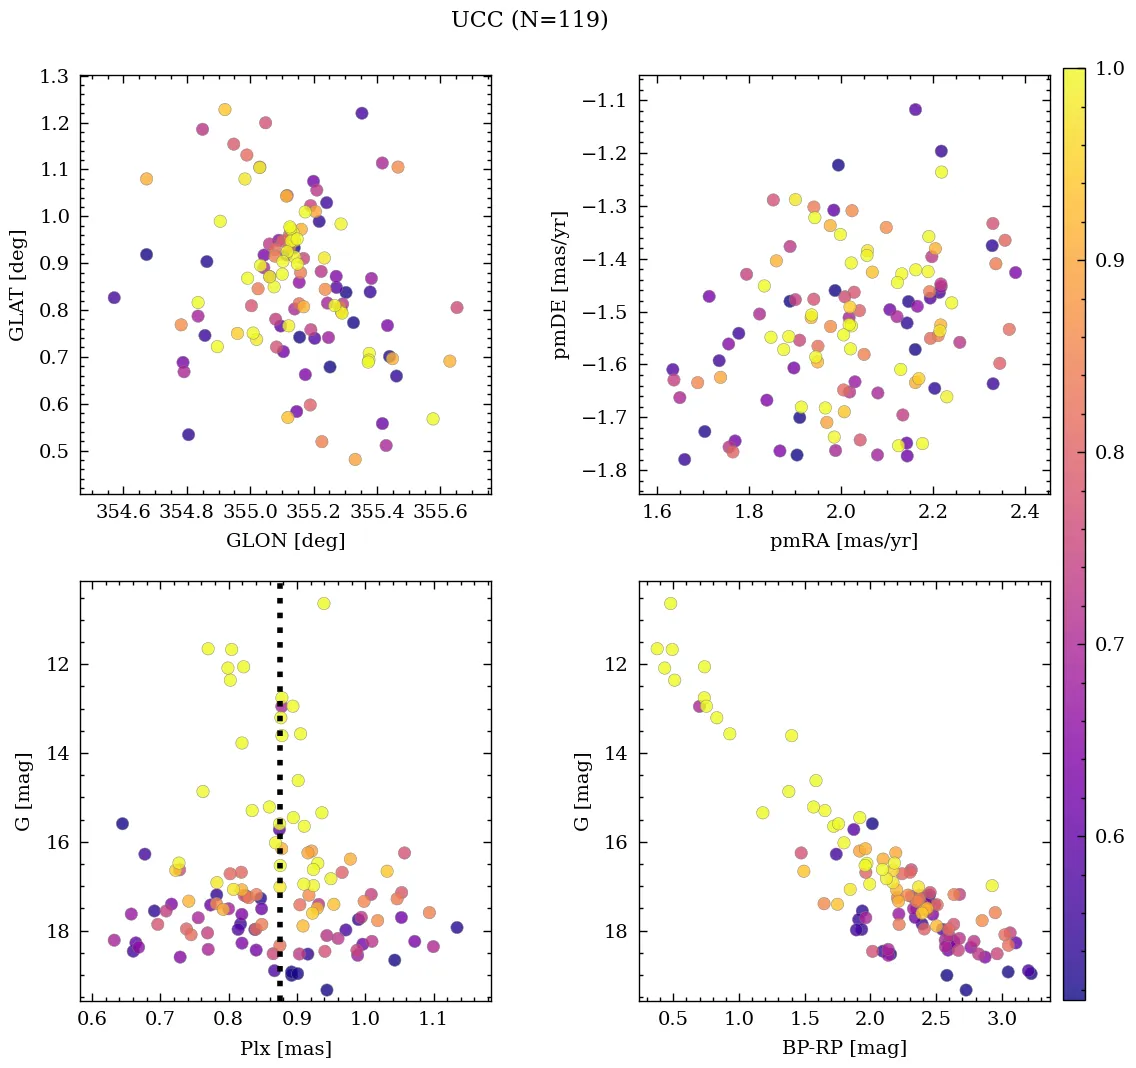 UCC (N=119)
1.3
1.2
1.1
1.0
0.9
0.8
0.7
0.6
0.5
GLAT [deg]
354.6 354.8 355.0 355.2 355.4 355.6
GLON [deg]
−1.1
−1.2
−1.3
−1.4
−1.5
−1.6
−1.7
−1.8
pmDE [mas/yr]
1.6 1.8 2.0 2.2 2.4
pmRA [mas/yr]
1.0
0.9
0.8
0.7
0.6
12
14
16
18
G [mag]
0.6 0.7 0.8 0.9 1.0 1.1
Plx [mas]
12
14
16
18
G [mag]
0.5 1.0 1.5 2.0 2.5 3.0
BP-RP [mag]